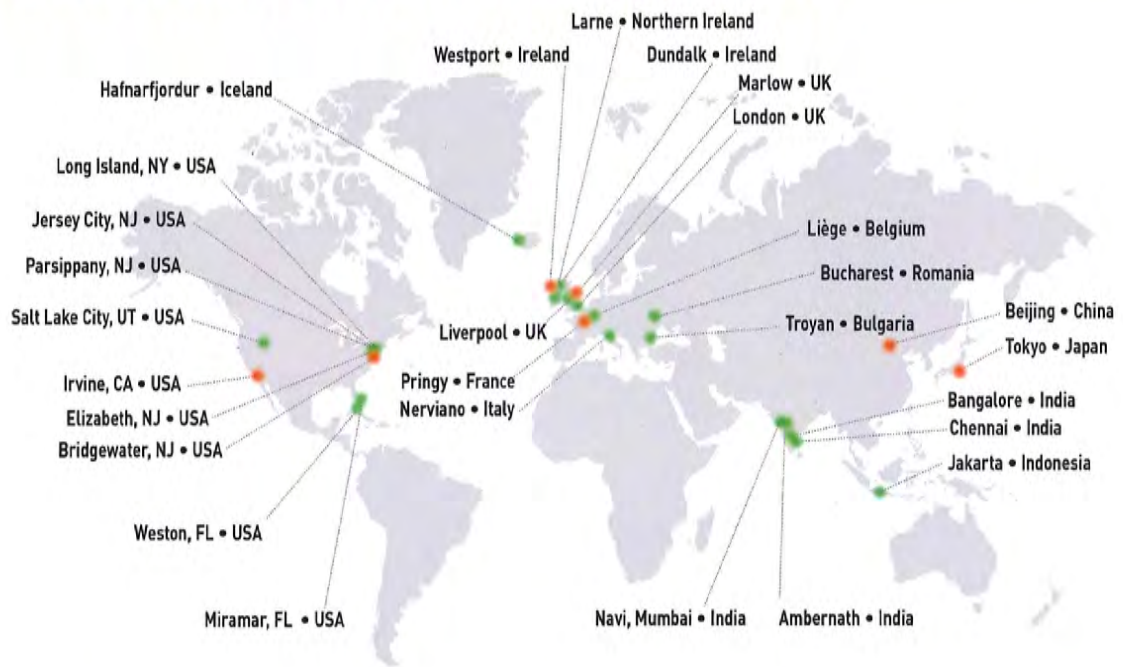 Larne • Northern Ireland
Westport • Ireland
Dundalk • Ireland
Marlow • UK
Hafnarfjordur • Iceland
London • UK
Long Island, NY • USA
Jersey City, NJ • USA
Liège • Belgium
Parsippany, NJ • USA
Bucharest • Romania
Salt Lake City, UT • USA
Beijing • China
Liverpool • UK
Troyan • Bulgaria
Tokyo • Japan
Irvine, CA • USA
Pringy • France
Nerviano • Italy
Bangalore • India
Elizabeth, NJ • USA
Chennai • India
Bridgewater, NJ • USA
Jakarta • Indonesia
Weston, FL • USA
Miramar, FL • USA
Navi, Mumbai • India
Ambernath • India